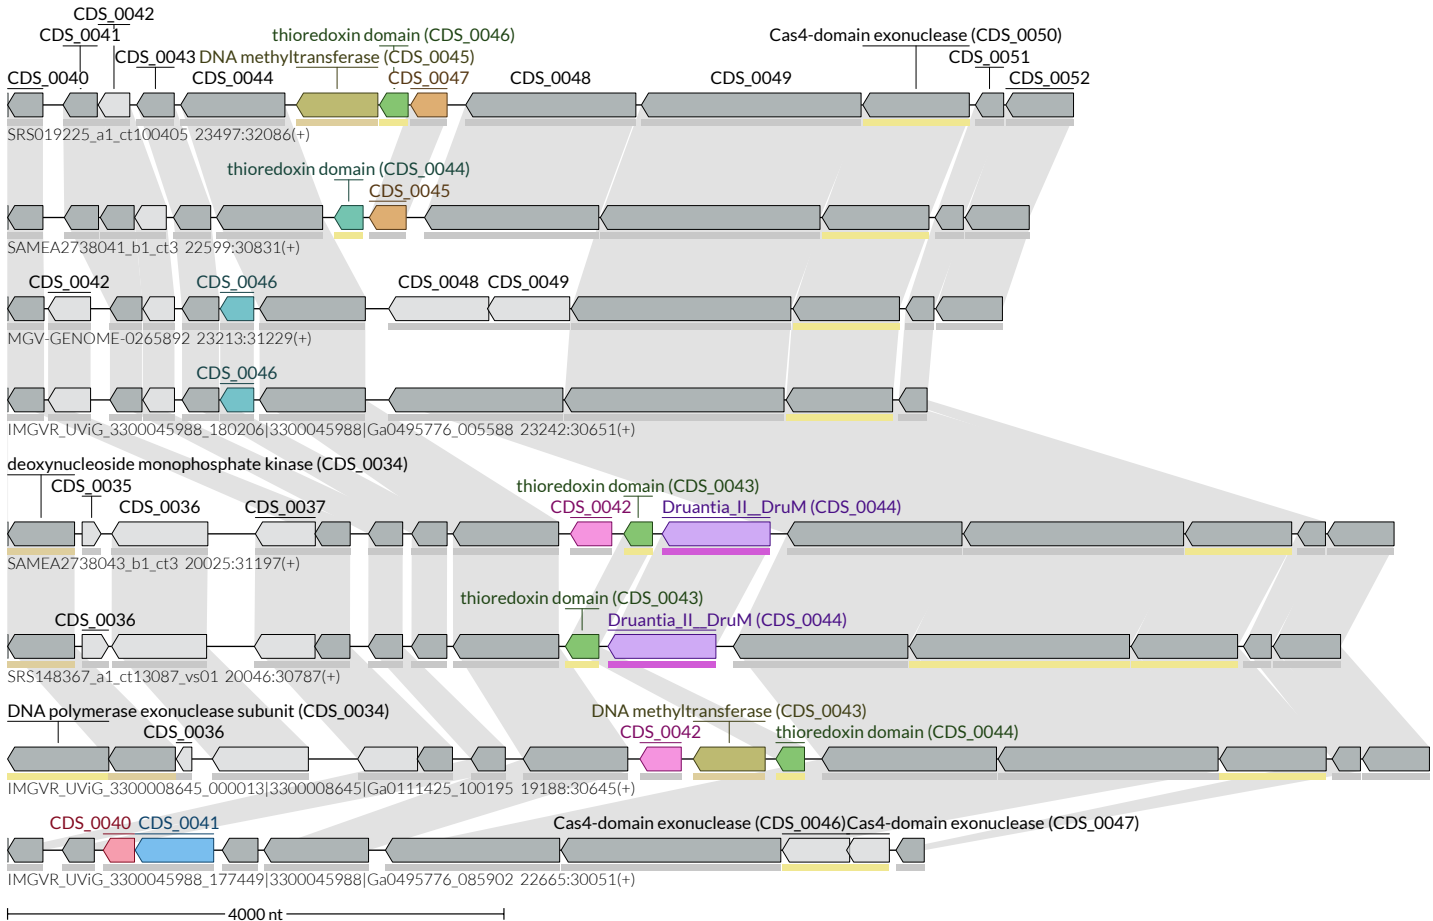 CDS_0042
CDS_0041 thioredoxin domain (CDS_0046) Cas4-domain exonuclease (CDS_0050)
CDS_0043 DNA methyltransferase (CDS_0045) CDS_0051
CDS_0040 CDS_0044 CDS_0047 CDS_0048 CDS_0049 CDS_0052
SRS019225_a1_ct100405 23497:32086(+)
thioredoxin domain (CDS_0044)
CDS_0045
SAMEA2738041_b1_ct3 22599:30831(+)
CDS_0042 CDS_0046 CDS_0048 CDS_0049
MGV-GENOME-0265892 23213:31229(+)
CDS_0046
IMGVR_UViG_3300045988_180206|3300045988|Ga0495776_005588 23242:30651(+)
deoxynucleoside monophosphate kinase (CDS_0034)
CDS_0035 thioredoxin domain (CDS_0043)
CDS_0036 CDS_0037 CDS_0042 Druantia_II__DruM (CDS_0044)
SAMEA2738043_b1_ct3 20025:31197(+)
thioredoxin domain (CDS_0043)
CDS_0036 Druantia_II__DruM (CDS_0044)
SRS148367_a1_ct13087_vs01 20046:30787(+)
DNA polymerase exonuclease subunit (CDS_0034) DNA methyltransferase (CDS_0043)
CDS_0036 CDS_0042 thioredoxin domain (CDS_0044)
IMGVR_UViG_3300008645_000013|3300008645|Ga0111425_100195 19188:30645(+)
CDS_0040 CDS_0041 Cas4-domain exonuclease (CDS_0046) Cas4-domain exonuclease (CDS_0047)
IMGVR_UViG_3300045988_177449|3300045988|Ga0495776_085902 22665:30051(+)
4000 nt